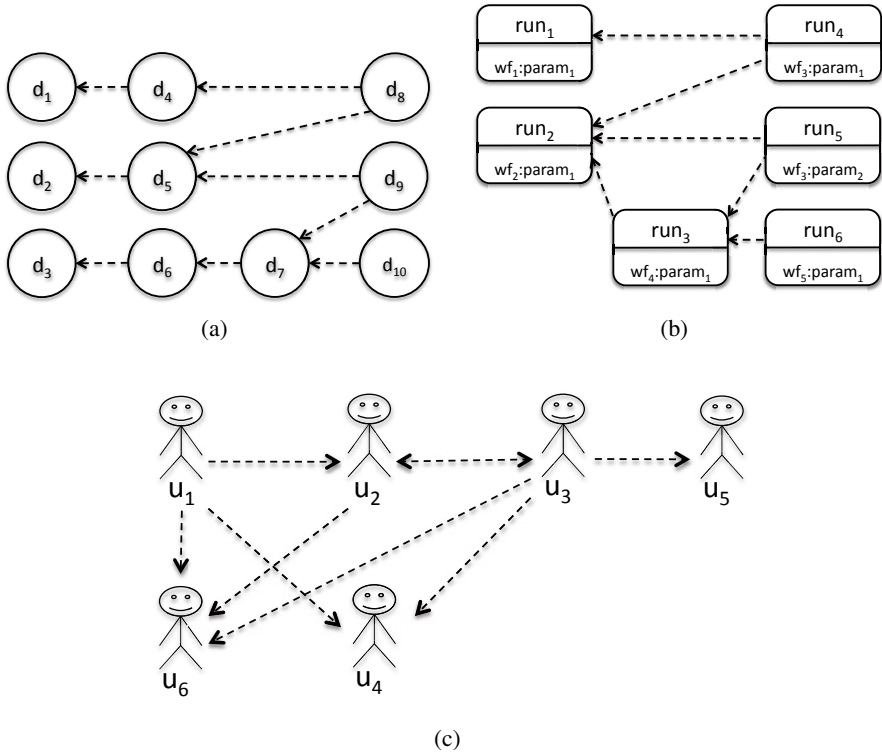 d₁ d₄ d₈
d₂ d₅ d₉
d₃ d₆ d₇ d₁₀
(a)
run₁ run₄
wf₁:param₁ wf₃:param₁
run₂ run₅
wf₂:param₁ wf₃:param₂
run₃ run₆
wf₄:param₁ wf₅:param₁
(b)
u₁ u₂ u₃ u₅
u₆ u₄
(c)